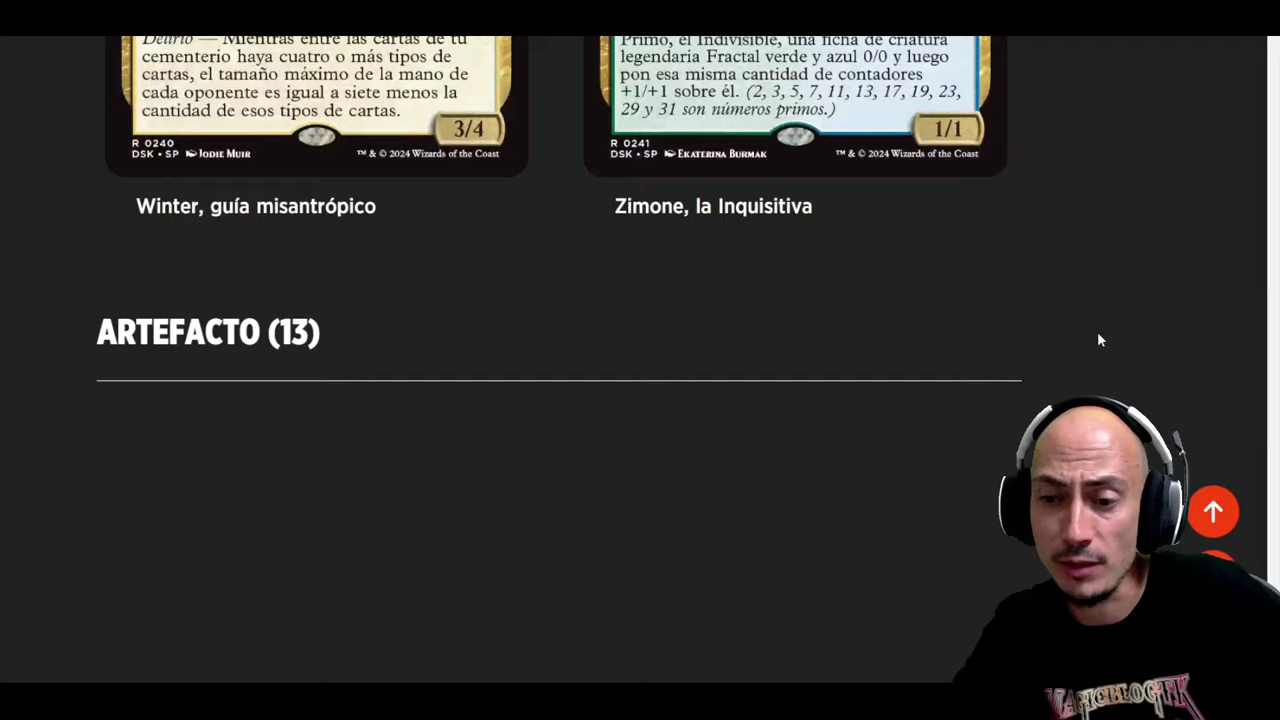 Delirio — Mientras entre las cartas de tu
cementerio haya cuatro o más tipos de
cartas, el tamaño máximo de la mano de
cada oponente es igual a siete menos la
cantidad de esos tipos de cartas.
3/4
R 0240
DSK • SP JODIE MUIR
™ & © 2024 Wizards of the Coast
Primo, el Indivisible, una ficha de criatura
legendaria Fractal verde y azul 0/0 y luego
pon esa misma cantidad de contadores
+1/+1 sobre él. (2, 3, 5, 7, 11, 13, 17, 19, 23,
29 y 31 son números primos.)
1/1
R 0241
DSK • SP EKATERINA BURMAK
™ & © 2024 Wizards of the Coast
Winter, guía misantrópico
Zimone, la Inquisitiva
ARTEFACTO (13)
MAGICBLOGTK